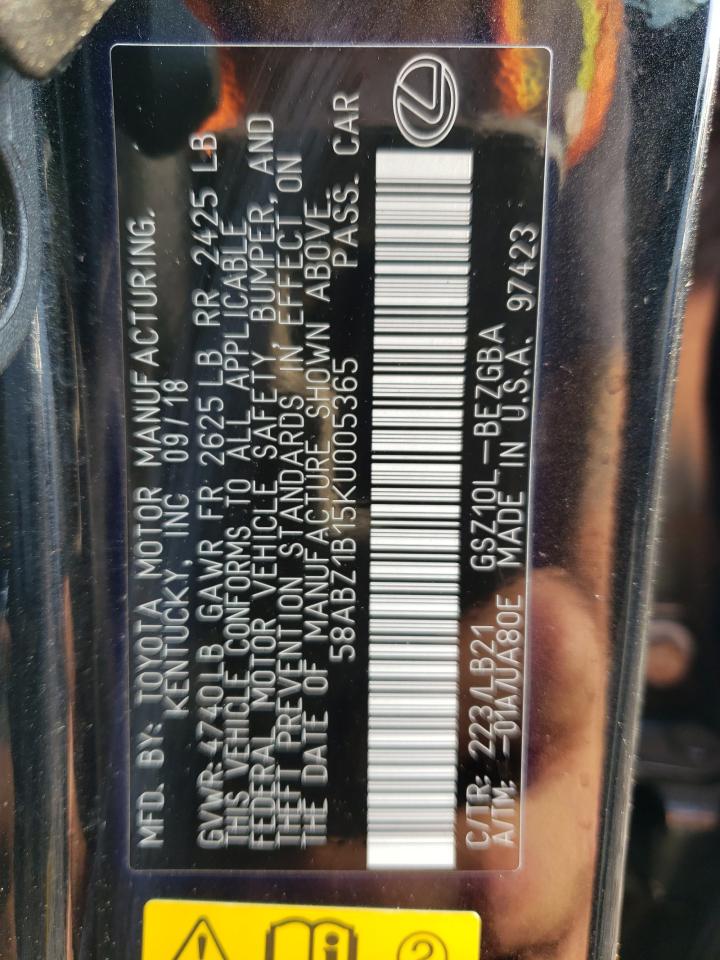 MFD. BY: TOYOTA MOTOR MANUFACTURING.
KENTUCKY, INC 09/18
GVWR:4740LB GAWR FR 2625LB RR 2425 LB
THIS VEHICLE CONFORMS TO ALL APPLICABLE
FEDERAL MOTOR VEHICLE SAFETY, BUMPER, AND
THEFT PREVENTION STANDARDS IN EFFECT ON
THE DATE OF MANUFACTURE SHOWN ABOVE.
58ABZ1B15KU005365 PASS. CAR
C/TR: 223/LB21 GSZ10L-BEZGBA
A/TM: -01A/UA80E MADE IN U.S.A. 97423